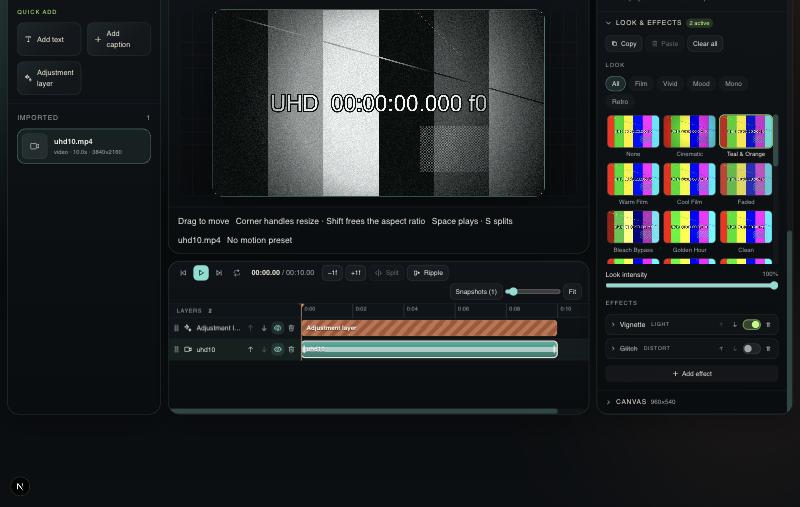 QUICK ADD
Add text
Add caption
Adjustment layer
IMPORTED 1
uhd10.mp4
video · 10.0s · 3840x2160
UHD 00:00:00.000 f0
Drag to move Corner handles resize · Shift frees the aspect ratio Space plays · S splits
uhd10.mp4 No motion preset
00:00.00 / 00:10.00 −1f +1f Split Ripple
Snapshots (1) Fit
LAYERS 2 0:00 0:02 0:04 0:06 0:08 0:10
Adjustment l... Adjustment layer
uhd10 uhd10
LOOK & EFFECTS 2 active
Copy Paste Clear all
LOOK
All Film Vivid Mood Mono
Retro
None Cinematic Teal & Orange
Warm Film Cool Film Faded
Bleach Bypass Golden Hour Clean
Look intensity 100%
EFFECTS
Vignette LIGHT
Glitch DISTORT
+ Add effect
CANVAS 960x540
N